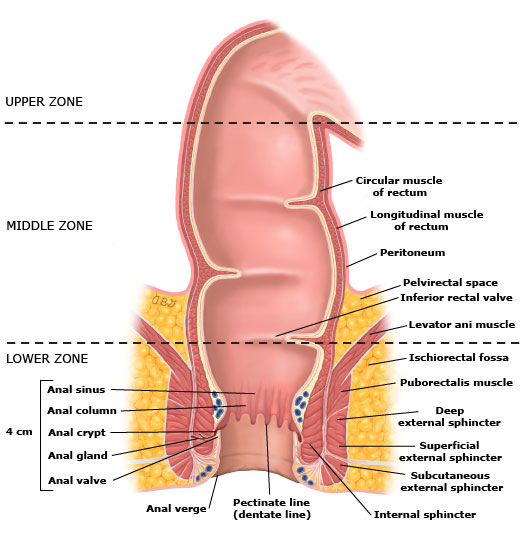 UPPER ZONE
Circular muscle
of rectum
Longitudinal muscle
of rectum
MIDDLE ZONE
Peritoneum
Pelvirectal space
Inferior rectal valve
Levator ani muscle
LOWER ZONE
Ischiorectal fossa
Puborectalis muscle
Anal sinus
Anal column
4 cm
Anal crypt
Anal gland
Anal valve
Deep
external sphincter
Superficial
external sphincter
Subcutaneous
external sphincter
Anal verge
Pectinate line
(dentate line)
Internal sphincter